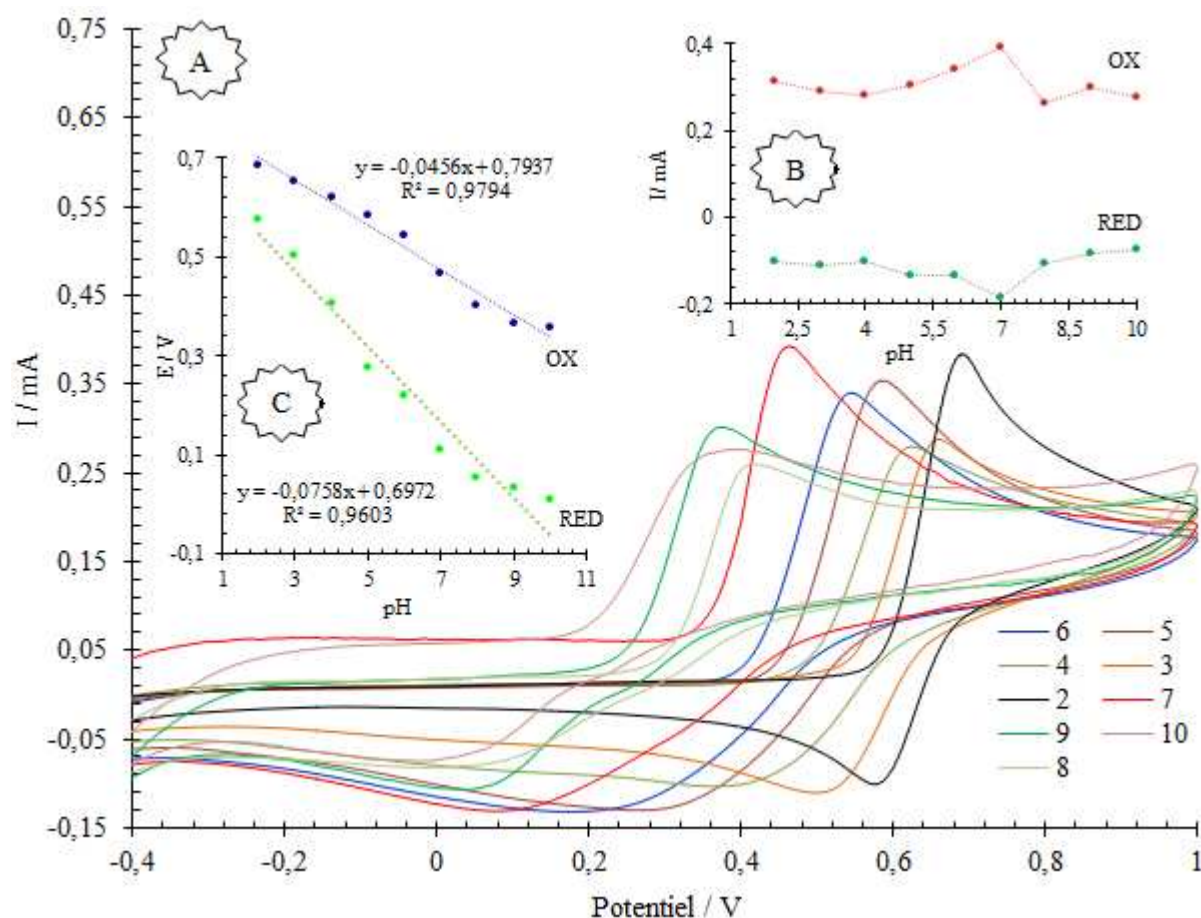 0,75
0,65
0,55
0,45
0,35
0,25
0,15
0,05
-0,05
-0,15
I / mA
-0,4
-0,2
0
0,2
0,4
0,6
0,8
1
Potentiel / V
A
0,7
0,5
0,3
0,1
-0,1
E / V
y = -0,0456x + 0,7937
R² = 0,9794
OX
C
y = -0,0758x + 0,6972
R² = 0,9603
RED
1
3
5
7
9
11
pH
0,4
0,2
0
-0,2
I / mA
OX
B
RED
1
2,5
4
5,5
7
8,5
10
pH
6
5
4
3
2
7
9
10
8